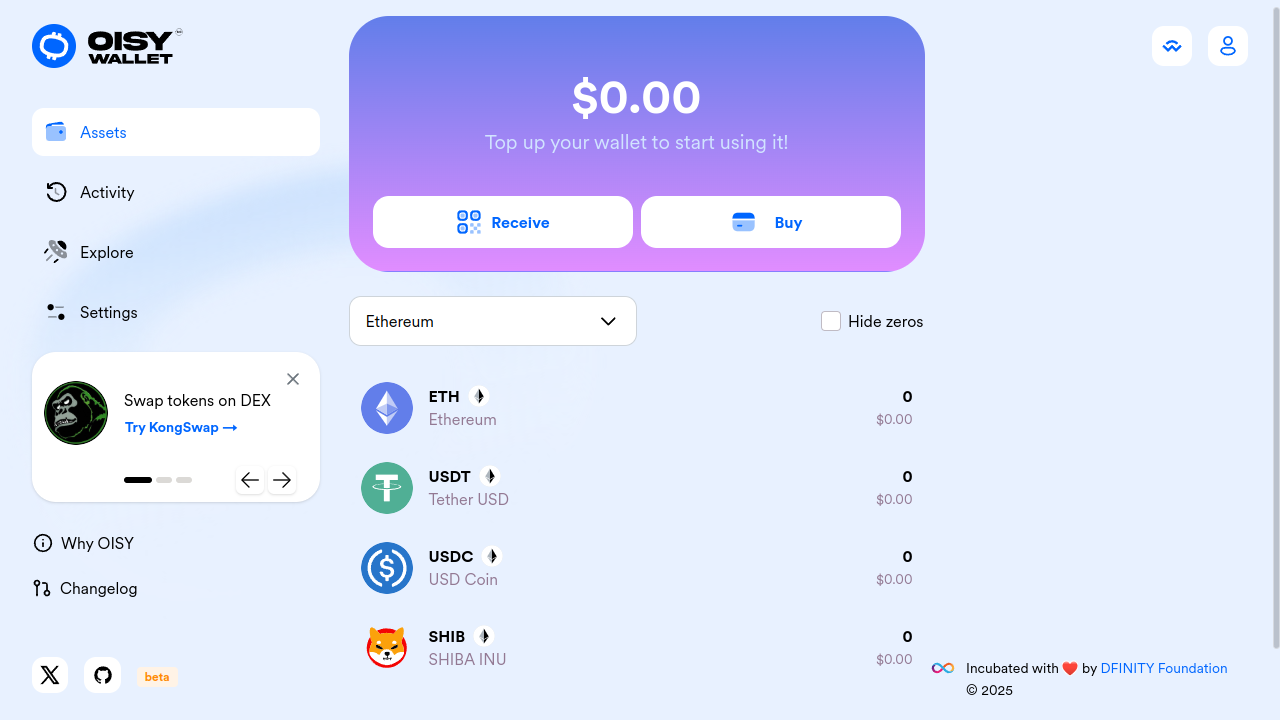 OISY
WALLET
Assets
Activity
Explore
Settings
Swap tokens on DEX
Try KongSwap →
Why OISY
Changelog
beta
$0.00
Top up your wallet to start using it!
Receive
Buy
Ethereum
Hide zeros
ETH
0
Ethereum
$0.00
USDT
0
Tether USD
$0.00
USDC
0
USD Coin
$0.00
SHIB
0
SHIBA INU
$0.00
Incubated with ❤️ by DFINITY Foundation
© 2025